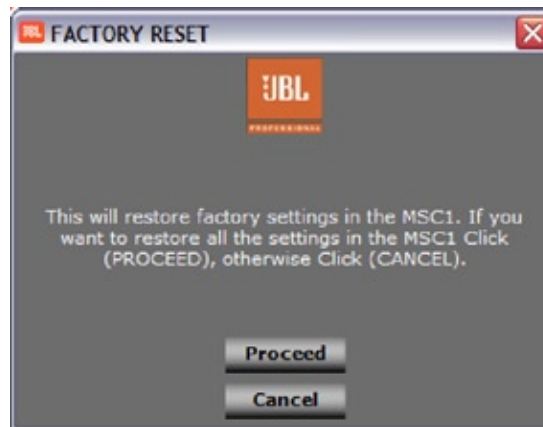 JBL FACTORY RESET
JBL
PROFESSIONAL
This will restore factory settings in the MSC1. If you
want to restore all the settings in the MSC1 Click
(PROCEED), otherwise Click (CANCEL).
Proceed
Cancel